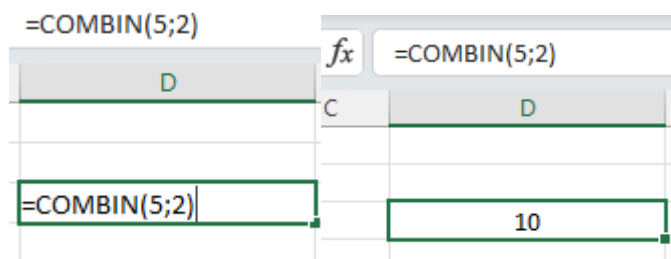 =COMBIN(5;2)
D
=COMBIN(5;2)
fx =COMBIN(5;2)
C D
10